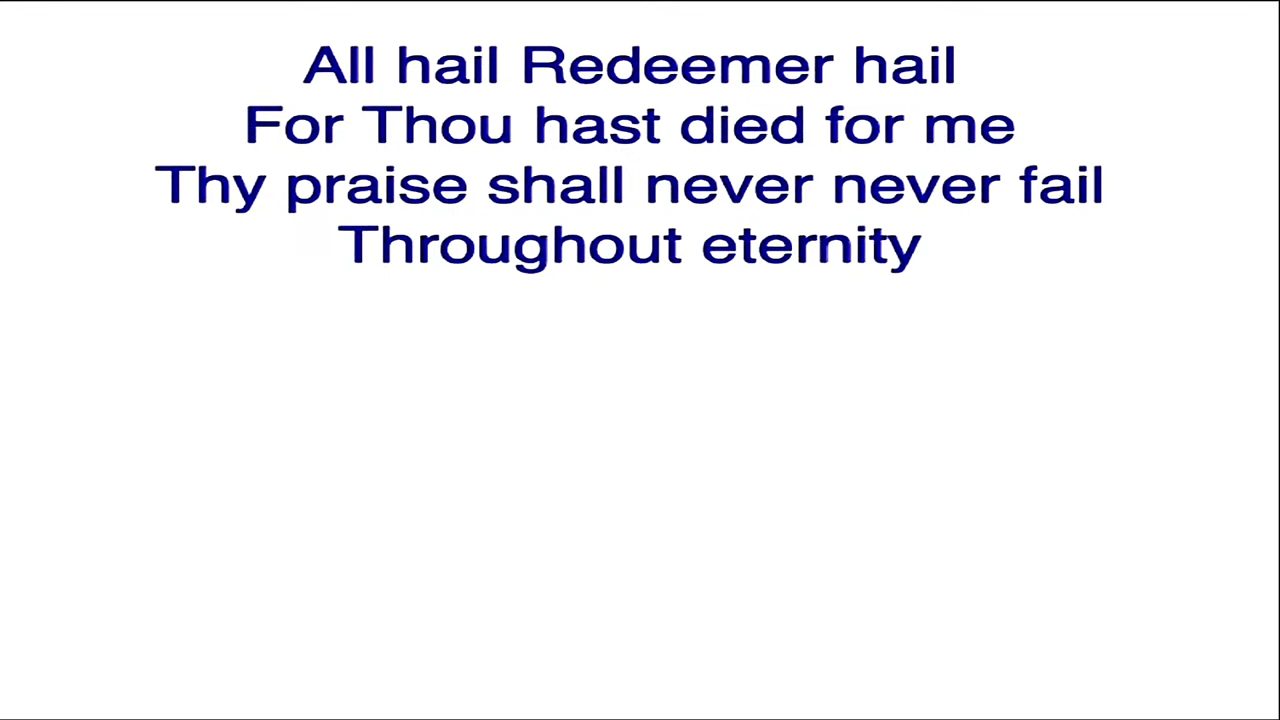 All hail Redeemer hail
For Thou hast died for me
Thy praise shall never never fail
Throughout eternity